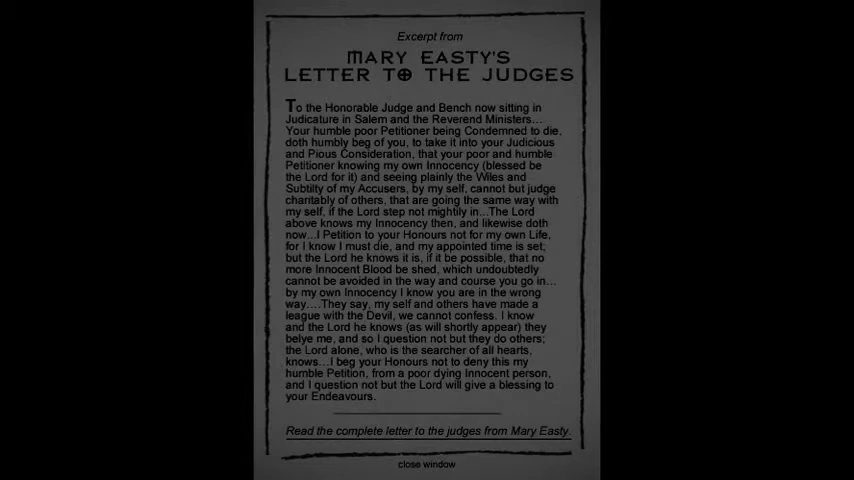 Excerpt from
MARY EASTY'S
LETTER TO THE JUDGES
To the Honorable Judge and Bench now sitting in
Judicature in Salem and the Reverend Ministers...
Your humble poor Petitioner being Condemned to die,
doth humbly beg of you, to take it into your Judicious
and Pious Consideration, that your poor and humble
Petitioner knowing my own Innocency (blessed be
the Lord for it) and seeing plainly the Wiles and
Subtilty of my Accusers, by my self, cannot but judge
charitably of others, that are going the same way with
my self, if the Lord step not mightily in...The Lord
above knows my Innocency then, and likewise doth
now...I Petition to your Honours not for my own Life,
for I know I must die, and my appointed time is set;
but the Lord he knows it is, if it be possible, that no
more Innocent Blood be shed, which undoubtedly
cannot be avoided in the way and course you go in...
by my own Innocency I know you are in the wrong
way....They say, my self and others have made a
league with the Devil, we cannot confess. I know
and the Lord he knows (as will shortly appear) they
belye me, and so I question not but they do others;
the Lord alone, who is the searcher of all hearts,
knows...I beg your Honours not to deny this my
humble Petition, from a poor dying Innocent person,
and I question not but the Lord will give a blessing to
your Endeavours.
Read the complete letter to the judges from Mary Easty.
close window